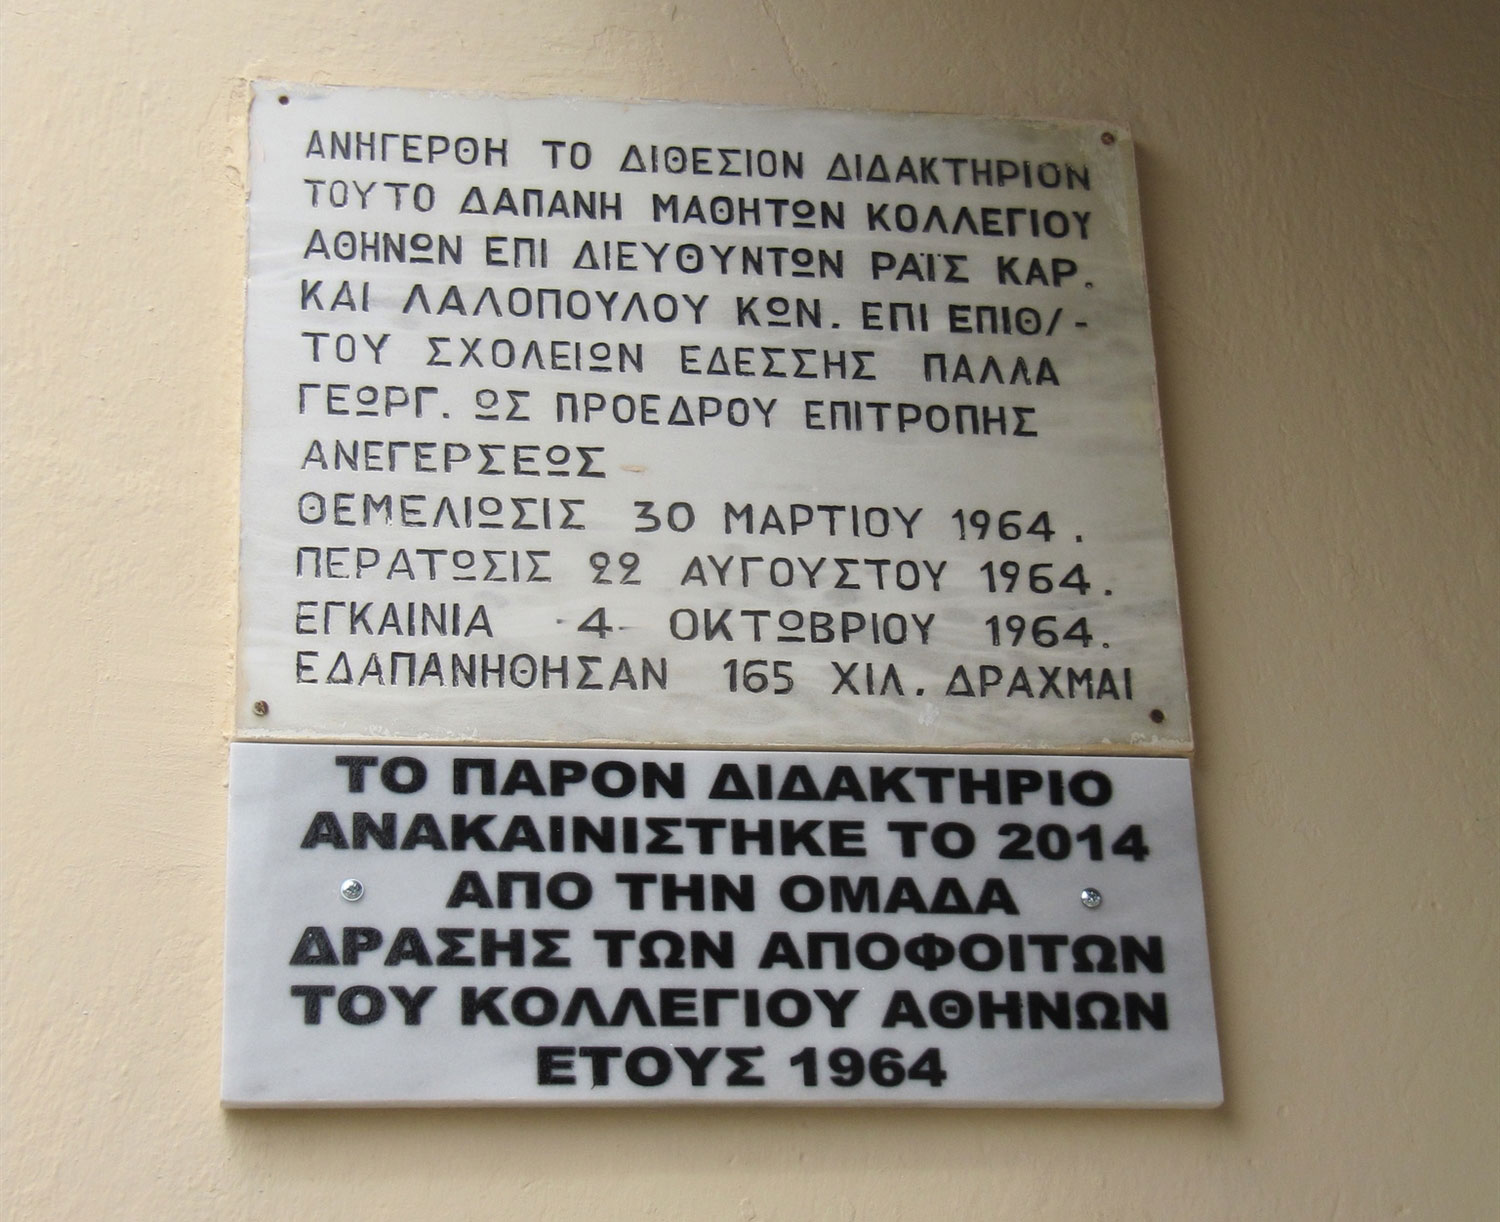 ΑΝΗΓΕΡΘΗ ΤΟ ΔΙΘΕΣΙΟΝ ΔΙΔΑΚΤΗΡΙΟΝ
ΤΟΥΤΟ ΔΑΠΑΝΗ ΜΑΘΗΤΩΝ ΚΟΛΛΕΓΙΟΥ
ΑΘΗΝΩΝ ΕΠΙ ΔΙΕΥΘΥΝΤΩΝ ΡΑΪΣ ΚΑΡ.
ΚΑΙ ΛΑΛΟΠΟΥΛΟΥ ΚΩΝ. ΕΠΙ ΕΠΙΘ/-
ΤΟΥ ΣΧΟΛΕΙΩΝ ΕΔΕΣΣΗΣ ΠΑΛΛΑ
ΓΕΩΡΓ. ΩΣ ΠΡΟΕΔΡΟΥ ΕΠΙΤΡΟΠΗΣ
ΑΝΕΓΕΡΣΕΩΣ
ΘΕΜΕΛΙΩΣΙΣ 30 ΜΑΡΤΙΟΥ 1964.
ΠΕΡΑΤΩΣΙΣ 22 ΑΥΓΟΥΣΤΟΥ 1964.
ΕΓΚΑΙΝΙΑ -4- ΟΚΤΩΒΡΙΟΥ 1964.
ΕΔΑΠΑΝΗΘΗΣΑΝ 165 ΧΙΛ. ΔΡΑΧΜΑΙ
ΤΟ ΠΑΡΟΝ ΔΙΔΑΚΤΗΡΙΟ
ΑΝΑΚΑΙΝΙΣΤΗΚΕ ΤΟ 2014
ΑΠΟ ΤΗΝ ΟΜΑΔΑ
ΔΡΑΣΗΣ ΤΩΝ ΑΠΟΦΟΙΤΩΝ
ΤΟΥ ΚΟΛΛΕΓΙΟΥ ΑΘΗΝΩΝ
ΕΤΟΥΣ 1964